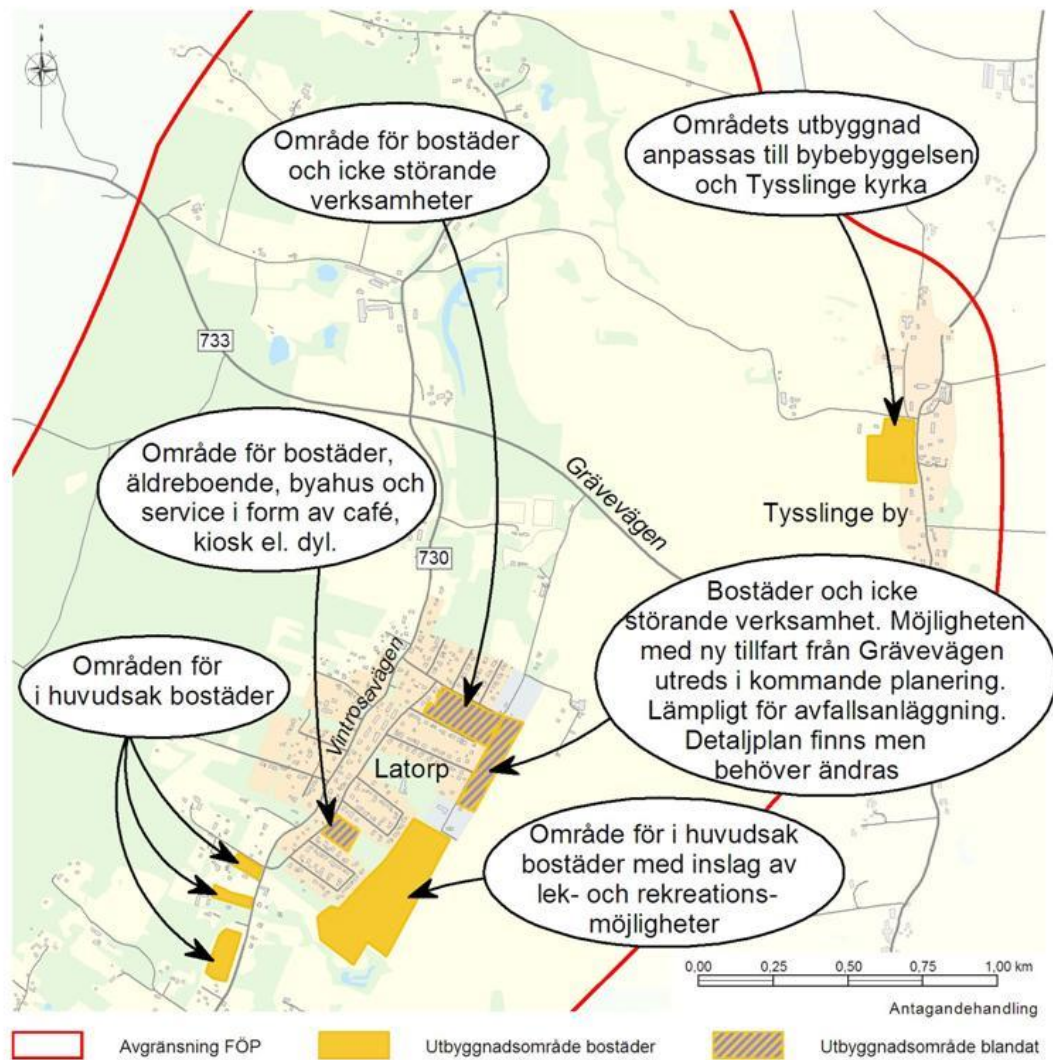 Område för bostäder
och icke störande
verksamheter
Områdets utbyggnad
anpassas till bybebyggelsen
och Tysslinge kyrka
733
Område för bostäder,
äldreboende, byahus och
service i form av café,
kiosk el. dyl.
Grävevägen
Tysslinge by
730
Bostäder och icke
störande verksamhet. Möjligheten
med ny tillfart från Grävevägen
utreds i kommande planering.
Lämpligt för avfallsanläggning.
Detaljplan finns men
behöver ändras
Områden för
i huvudsak bostäder
Vintrosavägen
Latorp
Område för i huvudsak
bostäder med inslag av
lek- och rekreations-
möjligheter
0,00 0,25 0,50 0,75 1,00 km
Antagandehandling
Avgränsning FÖP Utbyggnadsområde bostäder Utbyggnadsområde blandat